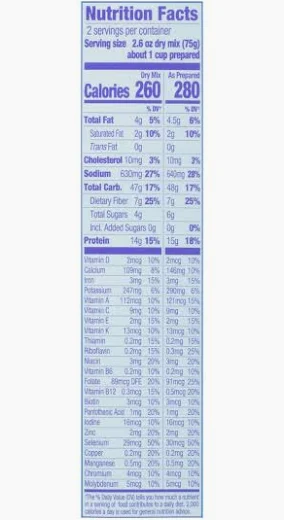 Nutrition Facts
2 servings per container
Serving size 2.6 oz dry mix (75g)
about 1 cup prepared
Dry Mix As Prepared
Calories 260 280
% DV* % DV*
Total Fat 4g 5% 4.5g 6%
Saturated Fat 2g 10% 2g 10%
Trans Fat 0g 0g
Cholesterol 10mg 3% 10mg 3%
Sodium 630mg 27% 640mg 28%
Total Carb. 47g 17% 48g 17%
Dietary Fiber 7g 25% 7g 25%
Total Sugars 4g 6g
Incl. Added Sugars 0g 0g 0%
Protein 14g 15% 15g 18%
Vitamin D 2mcg 10% 2mcg 10%
Calcium 109mg 8% 146mg 10%
Iron 3mg 15% 3mg 15%
Potassium 247mg 6% 290mg 6%
Vitamin A 112mcg 10% 121mcg 15%
Vitamin C 9mg 10% 9mg 10%
Vitamin E 2mg 15% 2mg 15%
Vitamin K 13mcg 10% 13mcg 10%
Thiamin 0.2mg 15% 0.2mg 15%
Riboflavin 0.2mg 15% 0.3mg 25%
Niacin 3mg 20% 3mg 20%
Vitamin B6 0.2mg 10% 0.2mg 10%
Folate 89mcg DFE 20% 91mcg 25%
Vitamin B12 0.3mcg 15% 0.5mcg 20%
Biotin 3mcg 10% 3mcg 10%
Pantothenic Acid 1mg 20% 1mg 20%
Iodine 16mcg 10% 16mcg 10%
Zinc 2mg 20% 2mg 20%
Selenium 29mcg 50% 30mcg 50%
Copper 0.2mg 20% 0.2mg 20%
Manganese 0.5mg 20% 0.5mg 20%
Chromium 4mcg 10% 4mcg 10%
Molybdenum 5mcg 10% 5mcg 10%
*The % Daily Value (DV) tells you how much a nutrient
in a serving of food contributes to a daily diet. 2,000
calories a day is used for general nutrition advice.